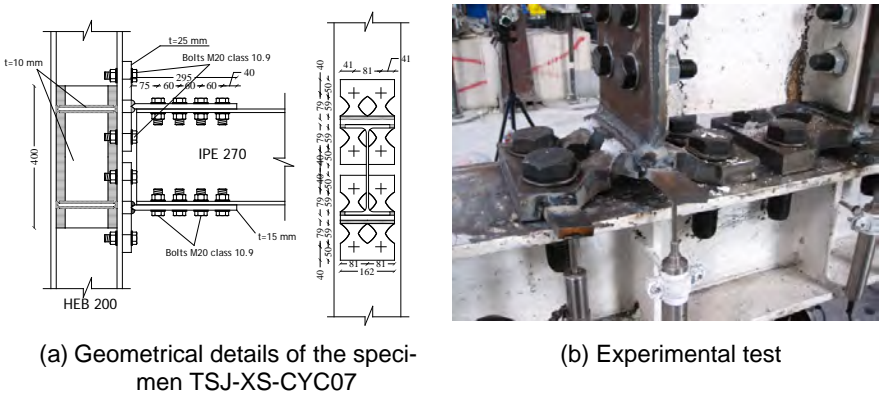 t=25 mm
Bolts M20 class 10.9
t=10 mm
295
40
75 60 60 60
400
IPE 270
t=15 mm
Bolts M20 class 10.9
HEB 200
41 81 41
40
50
59
79
79
59
50
40
40
50
59
79
79
59
50
40
81 81
162
(a) Geometrical details of the speci-
men TSJ-XS-CYC07
(b) Experimental test